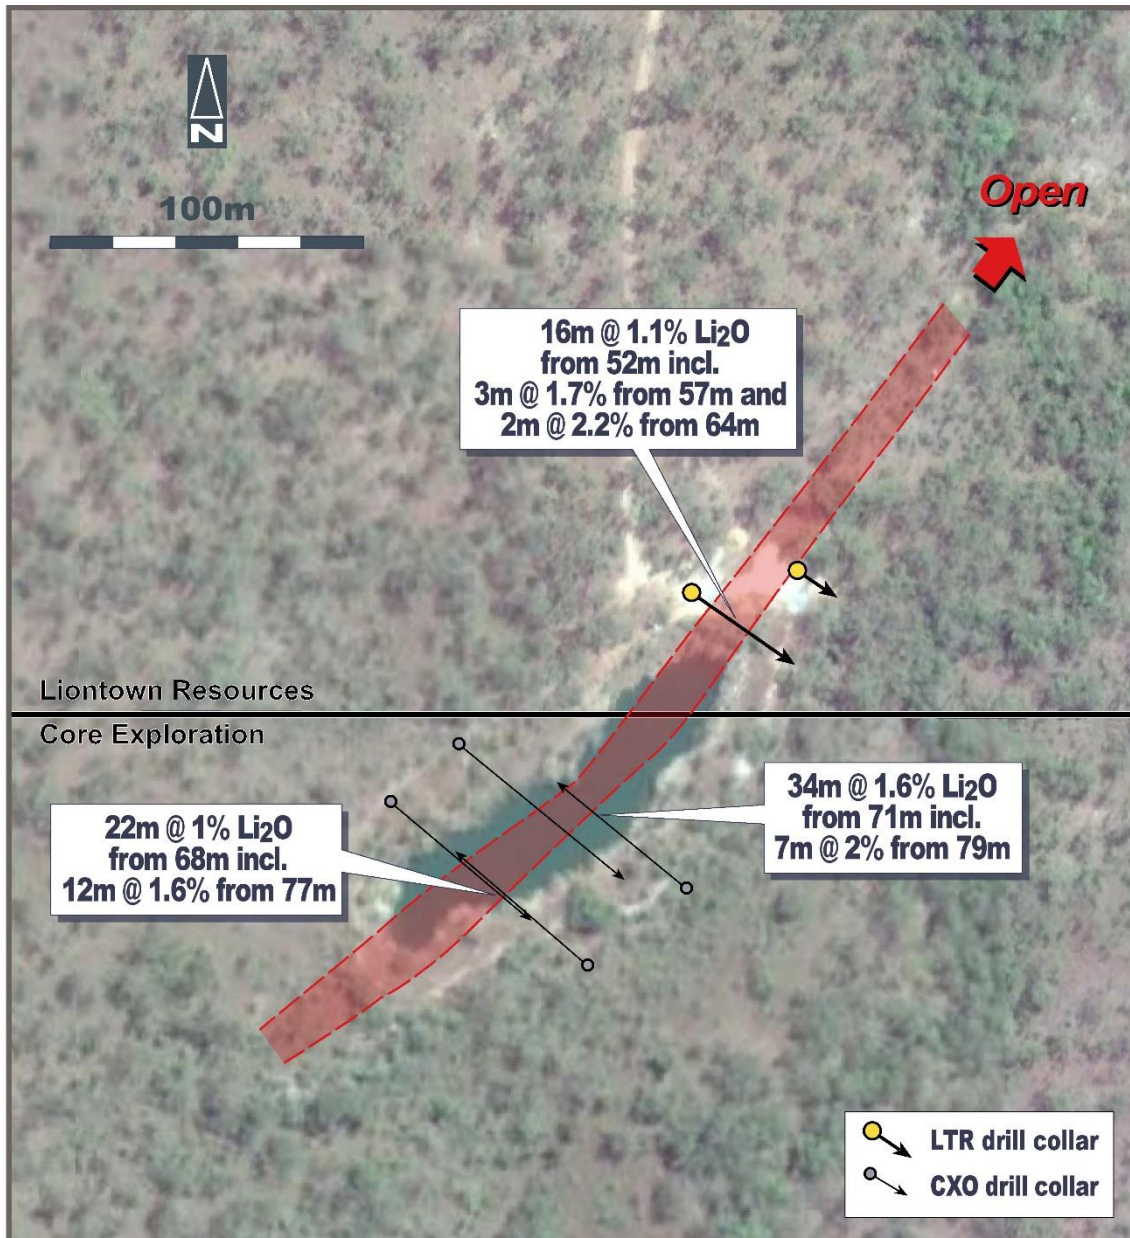 N
100m
Open
16m @ 1.1% Li₂O
from 52m incl.
3m @ 1.7% from 57m and
2m @ 2.2% from 64m
Liontown Resources
Core Exploration
34m @ 1.6% Li₂O
from 71m incl.
7m @ 2% from 79m
22m @ 1% Li₂O
from 68m incl.
12m @ 1.6% from 77m
LTR drill collar
CXO drill collar